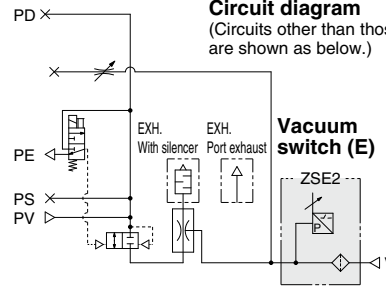 Circuit diagram
(Circuits other than thos
are shown as below.)
PD
EXH.
With silencer
EXH.
Port exhaust
Vacuum
switch (E)
PE
ZSE2
PS
PV
P
V